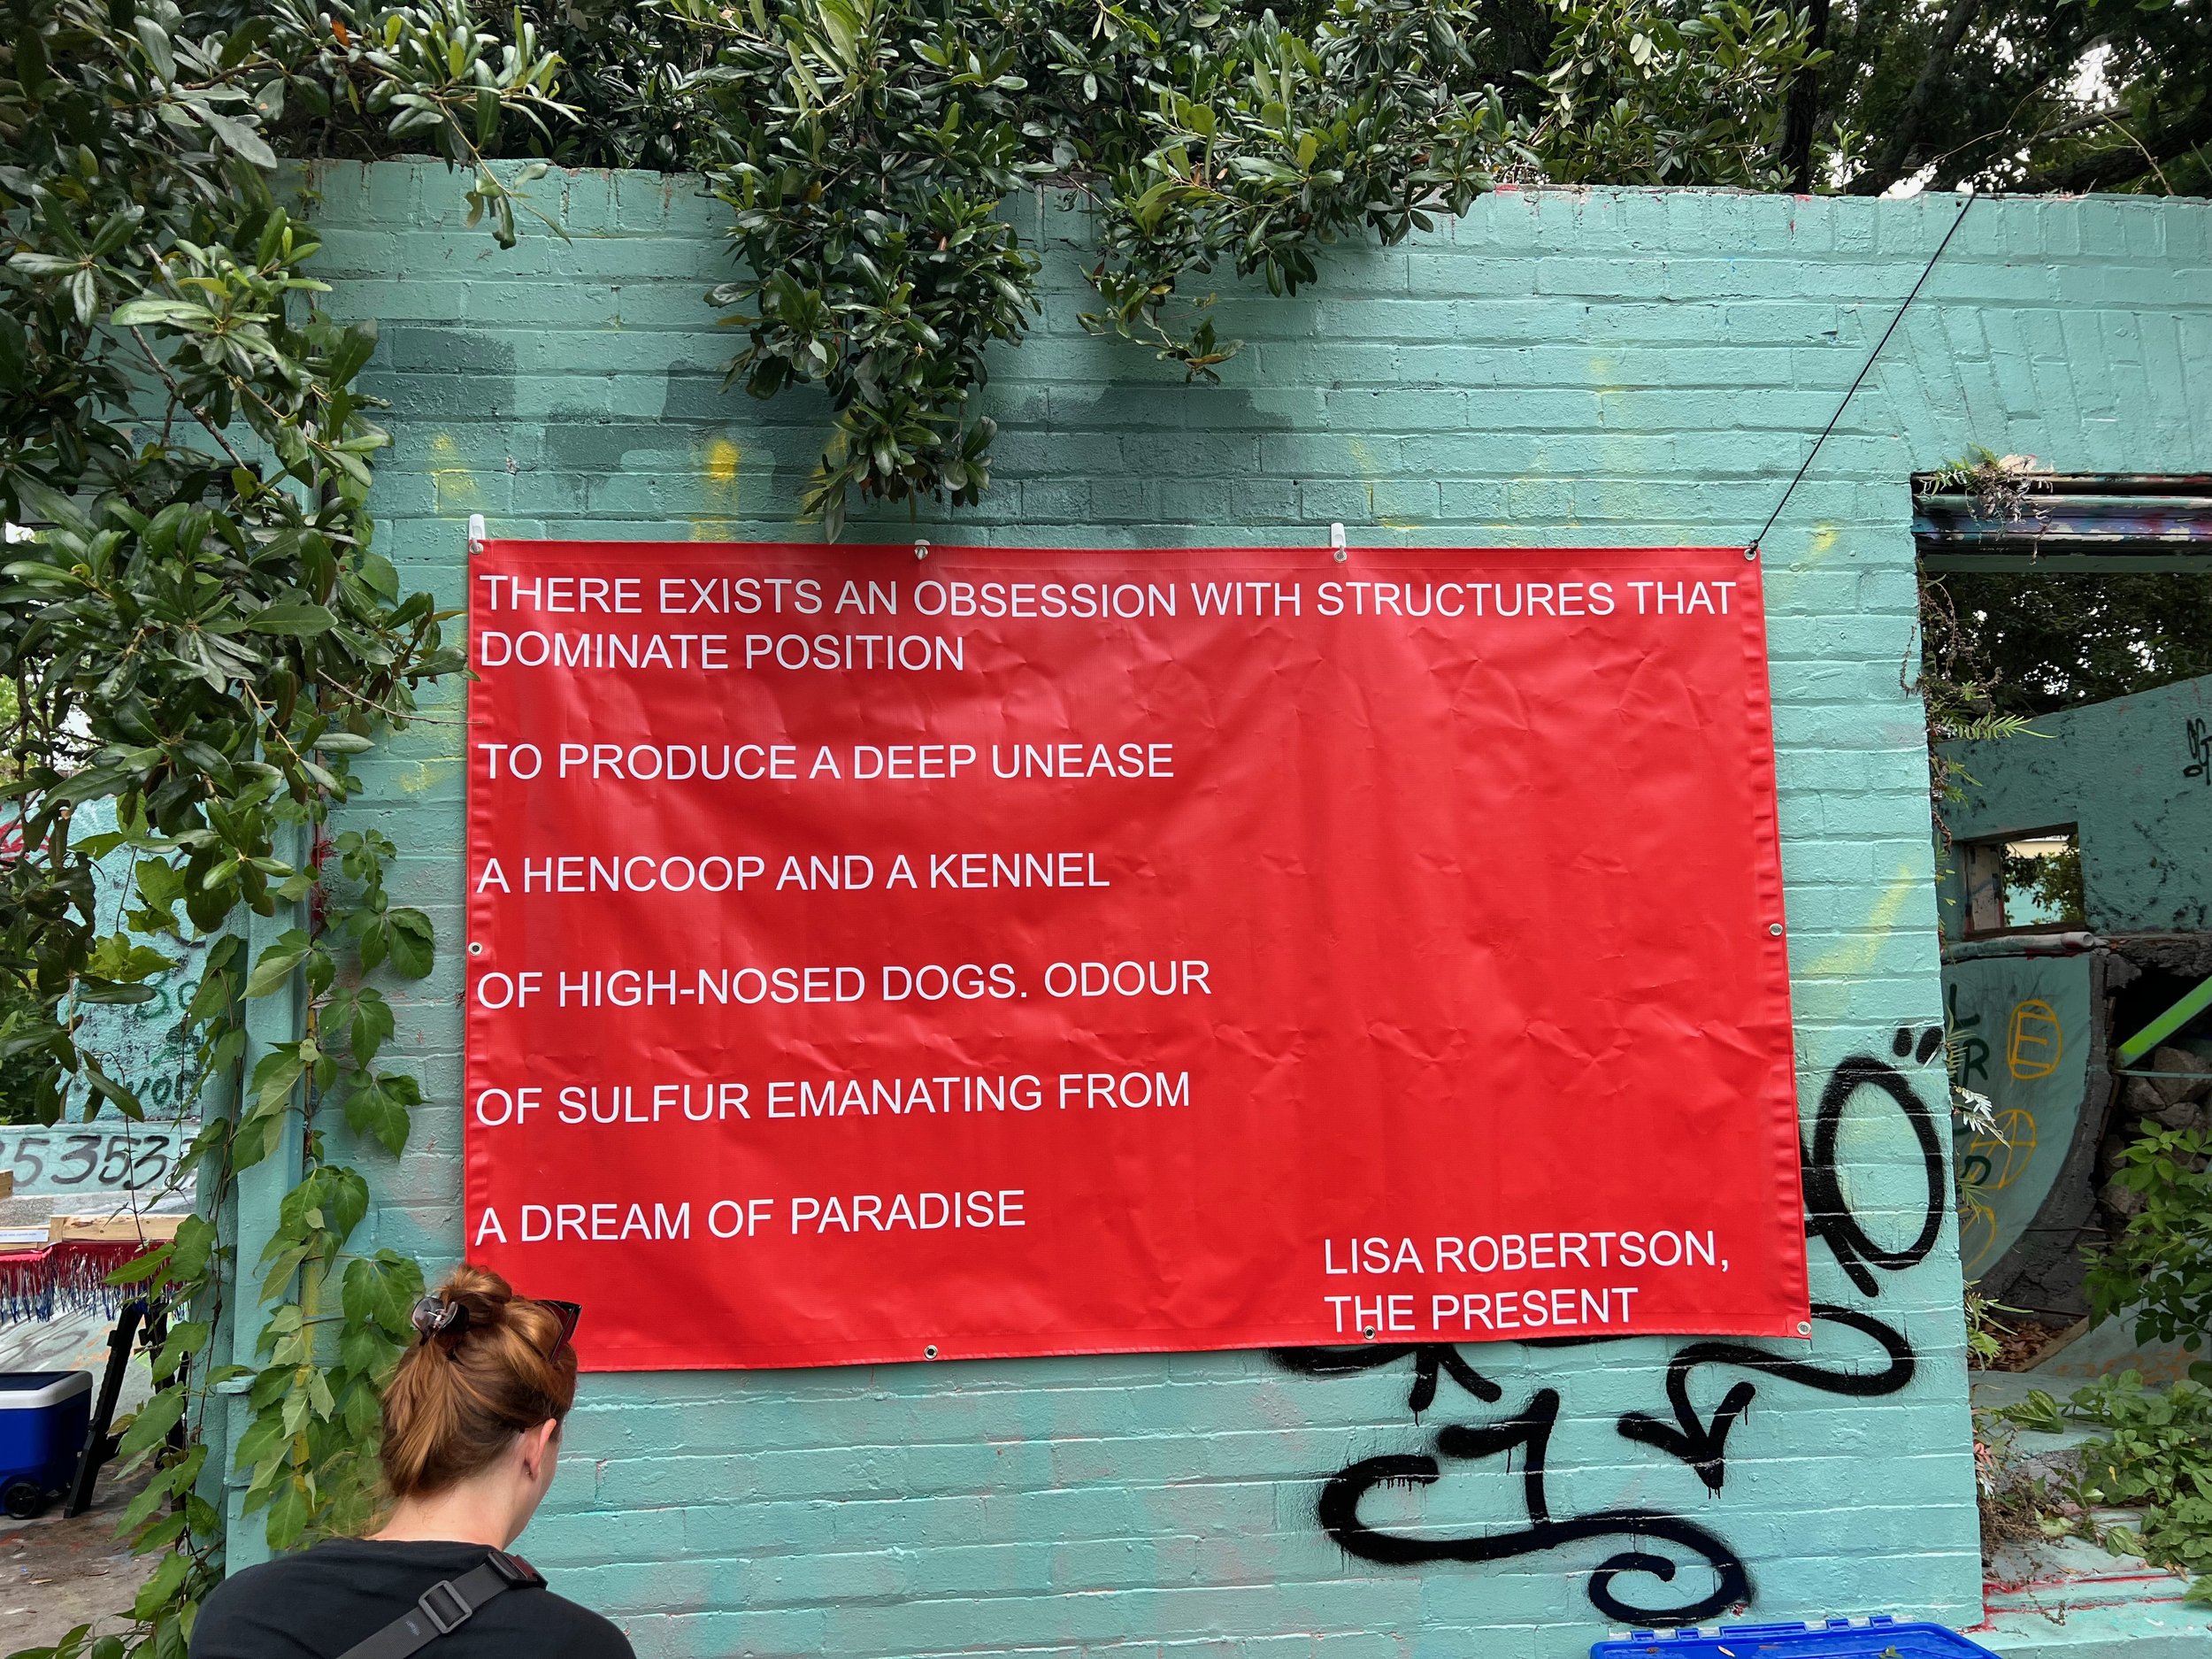 THERE EXISTS AN OBSESSION WITH STRUCTURES THAT
DOMINATE POSITION
TO PRODUCE A DEEP UNEASE
A HENCOOP AND A KENNEL
OF HIGH-NOSED DOGS. ODOUR
OF SULFUR EMANATING FROM
A DREAM OF PARADISE
LISA ROBERTSON,
THE PRESENT